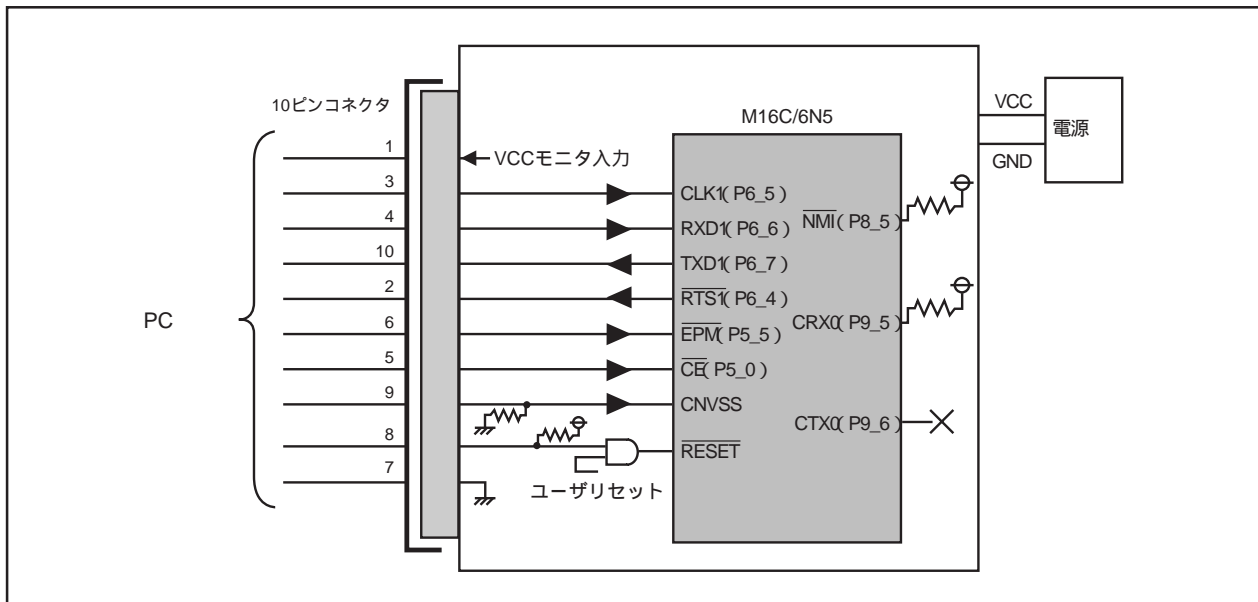 10ピンコネクタ
PC
1
3
4
10
2
6
5
9
8
7
VCCモニタ入力
M16C/6N5
CLK1(P6_5)
RXD1(P6_6)
TXD1(P6_7)
RTS1(P6_4)
EPM(P5_5)
CE(P5_0)
CNVSS
RESET
ユーザリセット
NMI(P8_5)
CRX0(P9_5)
CTX0(P9_6)
VCC
GND
電源